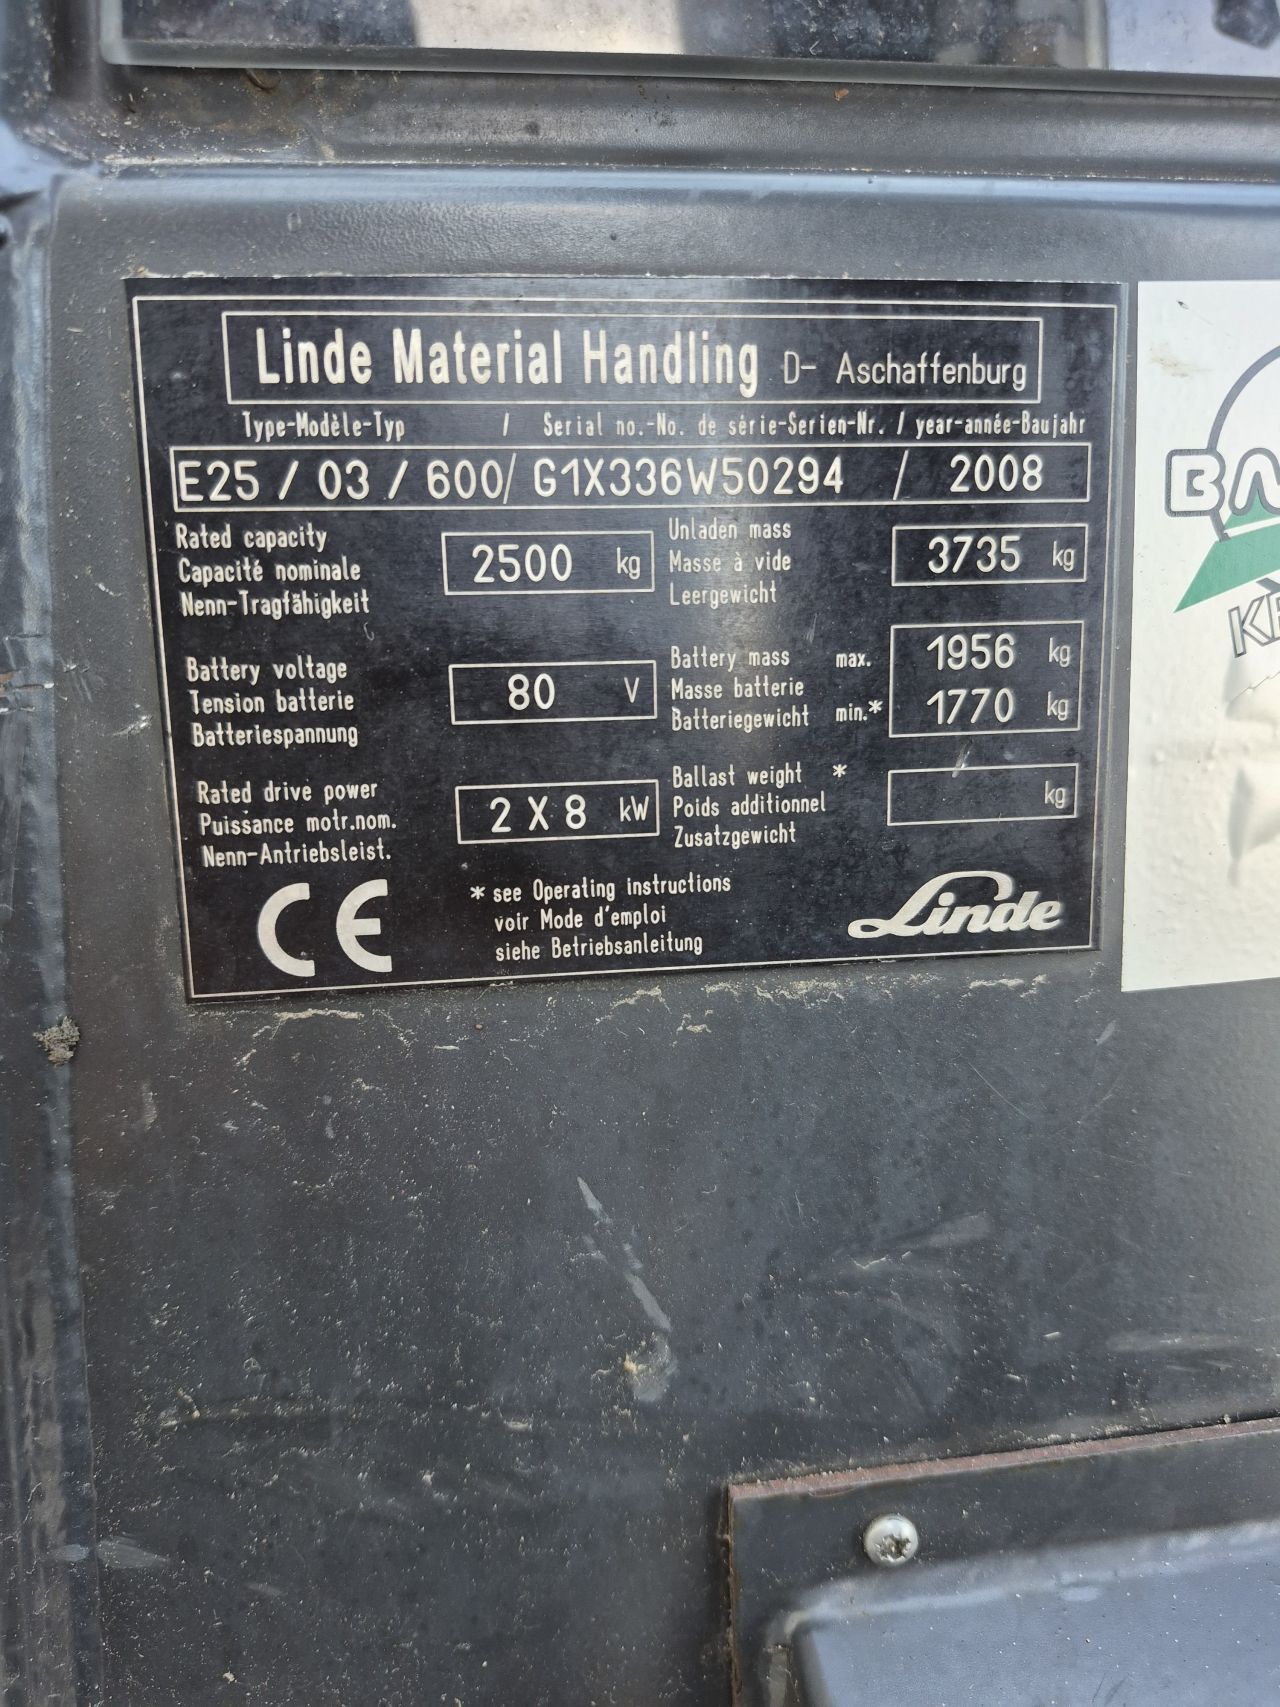 Linde Material Handling D- Aschaffenburg
Type-Modèle-Typ / Serial no.-No. de série-Serien-Nr. / year-année-Baujahr
E25 / 03 / 600 / G1X336W50294 / 2008
Rated capacity
Capacité nominale
Nenn-Tragfähigkeit
2500 kg
Unladen mass
Masse à vide
Leergewicht
3735 kg
Battery voltage
Tension batterie
Batteriespannung
80 V
Battery mass max.
Masse batterie
Batteriegewicht min.*
1956 kg
1770 kg
Rated drive power
Puissance motr.nom.
Nenn-Antriebsleist.
2 X 8 kW
Ballast weight *
Poids additionnel
Zusatzgewicht
kg
CE
* see Operating instructions
voir Mode d'emploi
siehe Betriebsanleitung
Linde